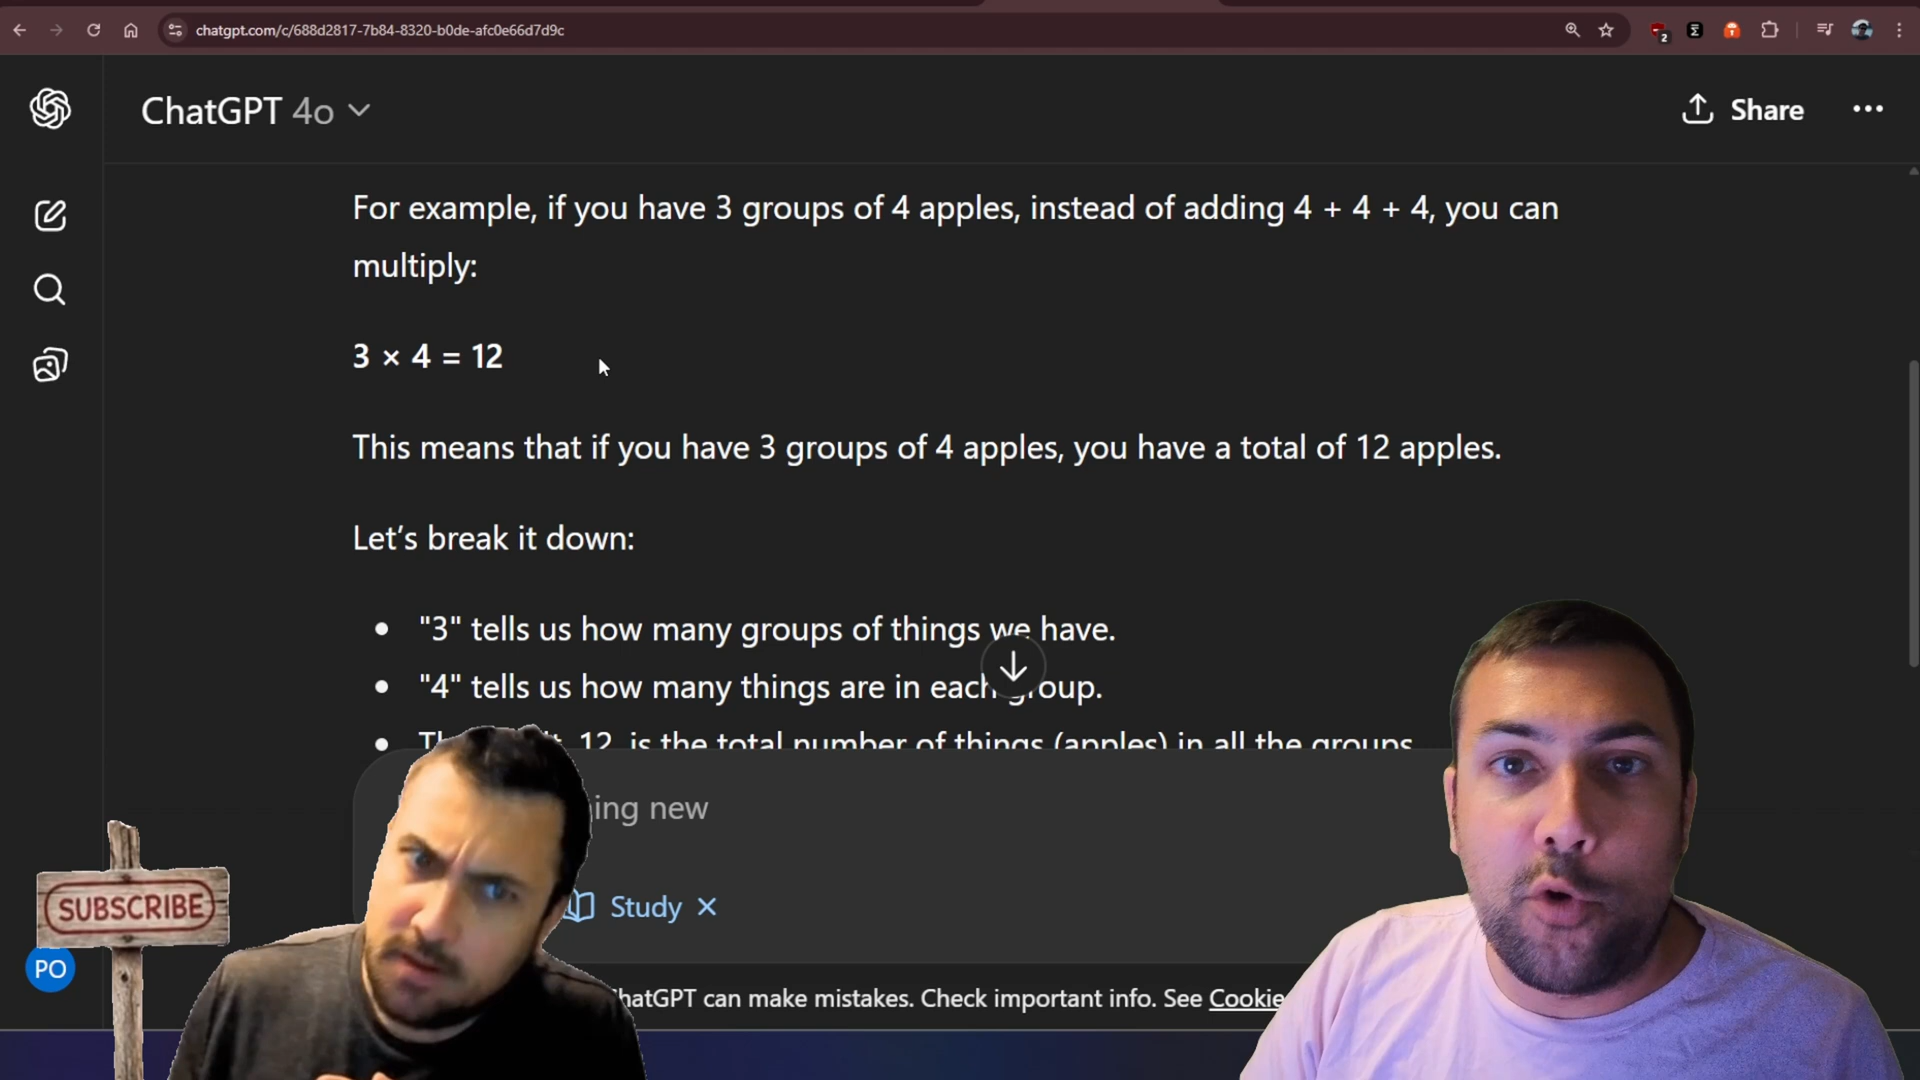 chatgpt.com/c/688d2817-7b84-8320-b0de-afc0e66d7d9c
2
ChatGPT 4o
Share
For example, if you have 3 groups of 4 apples, instead of adding 4 + 4 + 4, you can
multiply:
3 × 4 = 12
This means that if you have 3 groups of 4 apples, you have a total of 12 apples.
Let’s break it down:
• "3" tells us how many groups of things we have.
• "4" tells us how many things are in each group.
• 12, is the total number of things (apples) in all the groups
ing new
Study
SUBSCRIBE
PO
hatGPT can make mistakes. Check important info. See Cookie